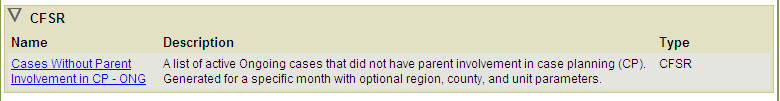 CFSR
Name Description Type
Cases Without Parent A list of active Ongoing cases that did not have parent involvement in case planning (CP). CFSR
Involvement in CP - ONG Generated for a specific month with optional region, county, and unit parameters.